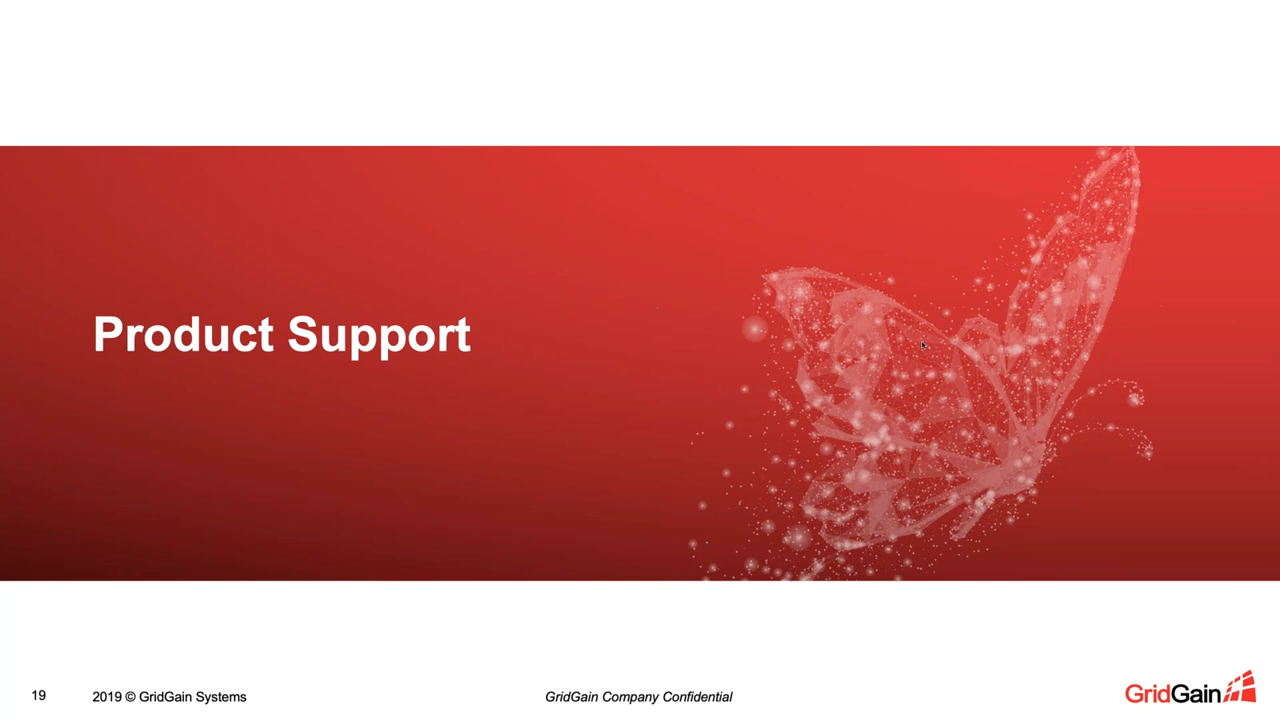 Product Support
19
2019 © GridGain Systems
GridGain Company Confidential
GridGain